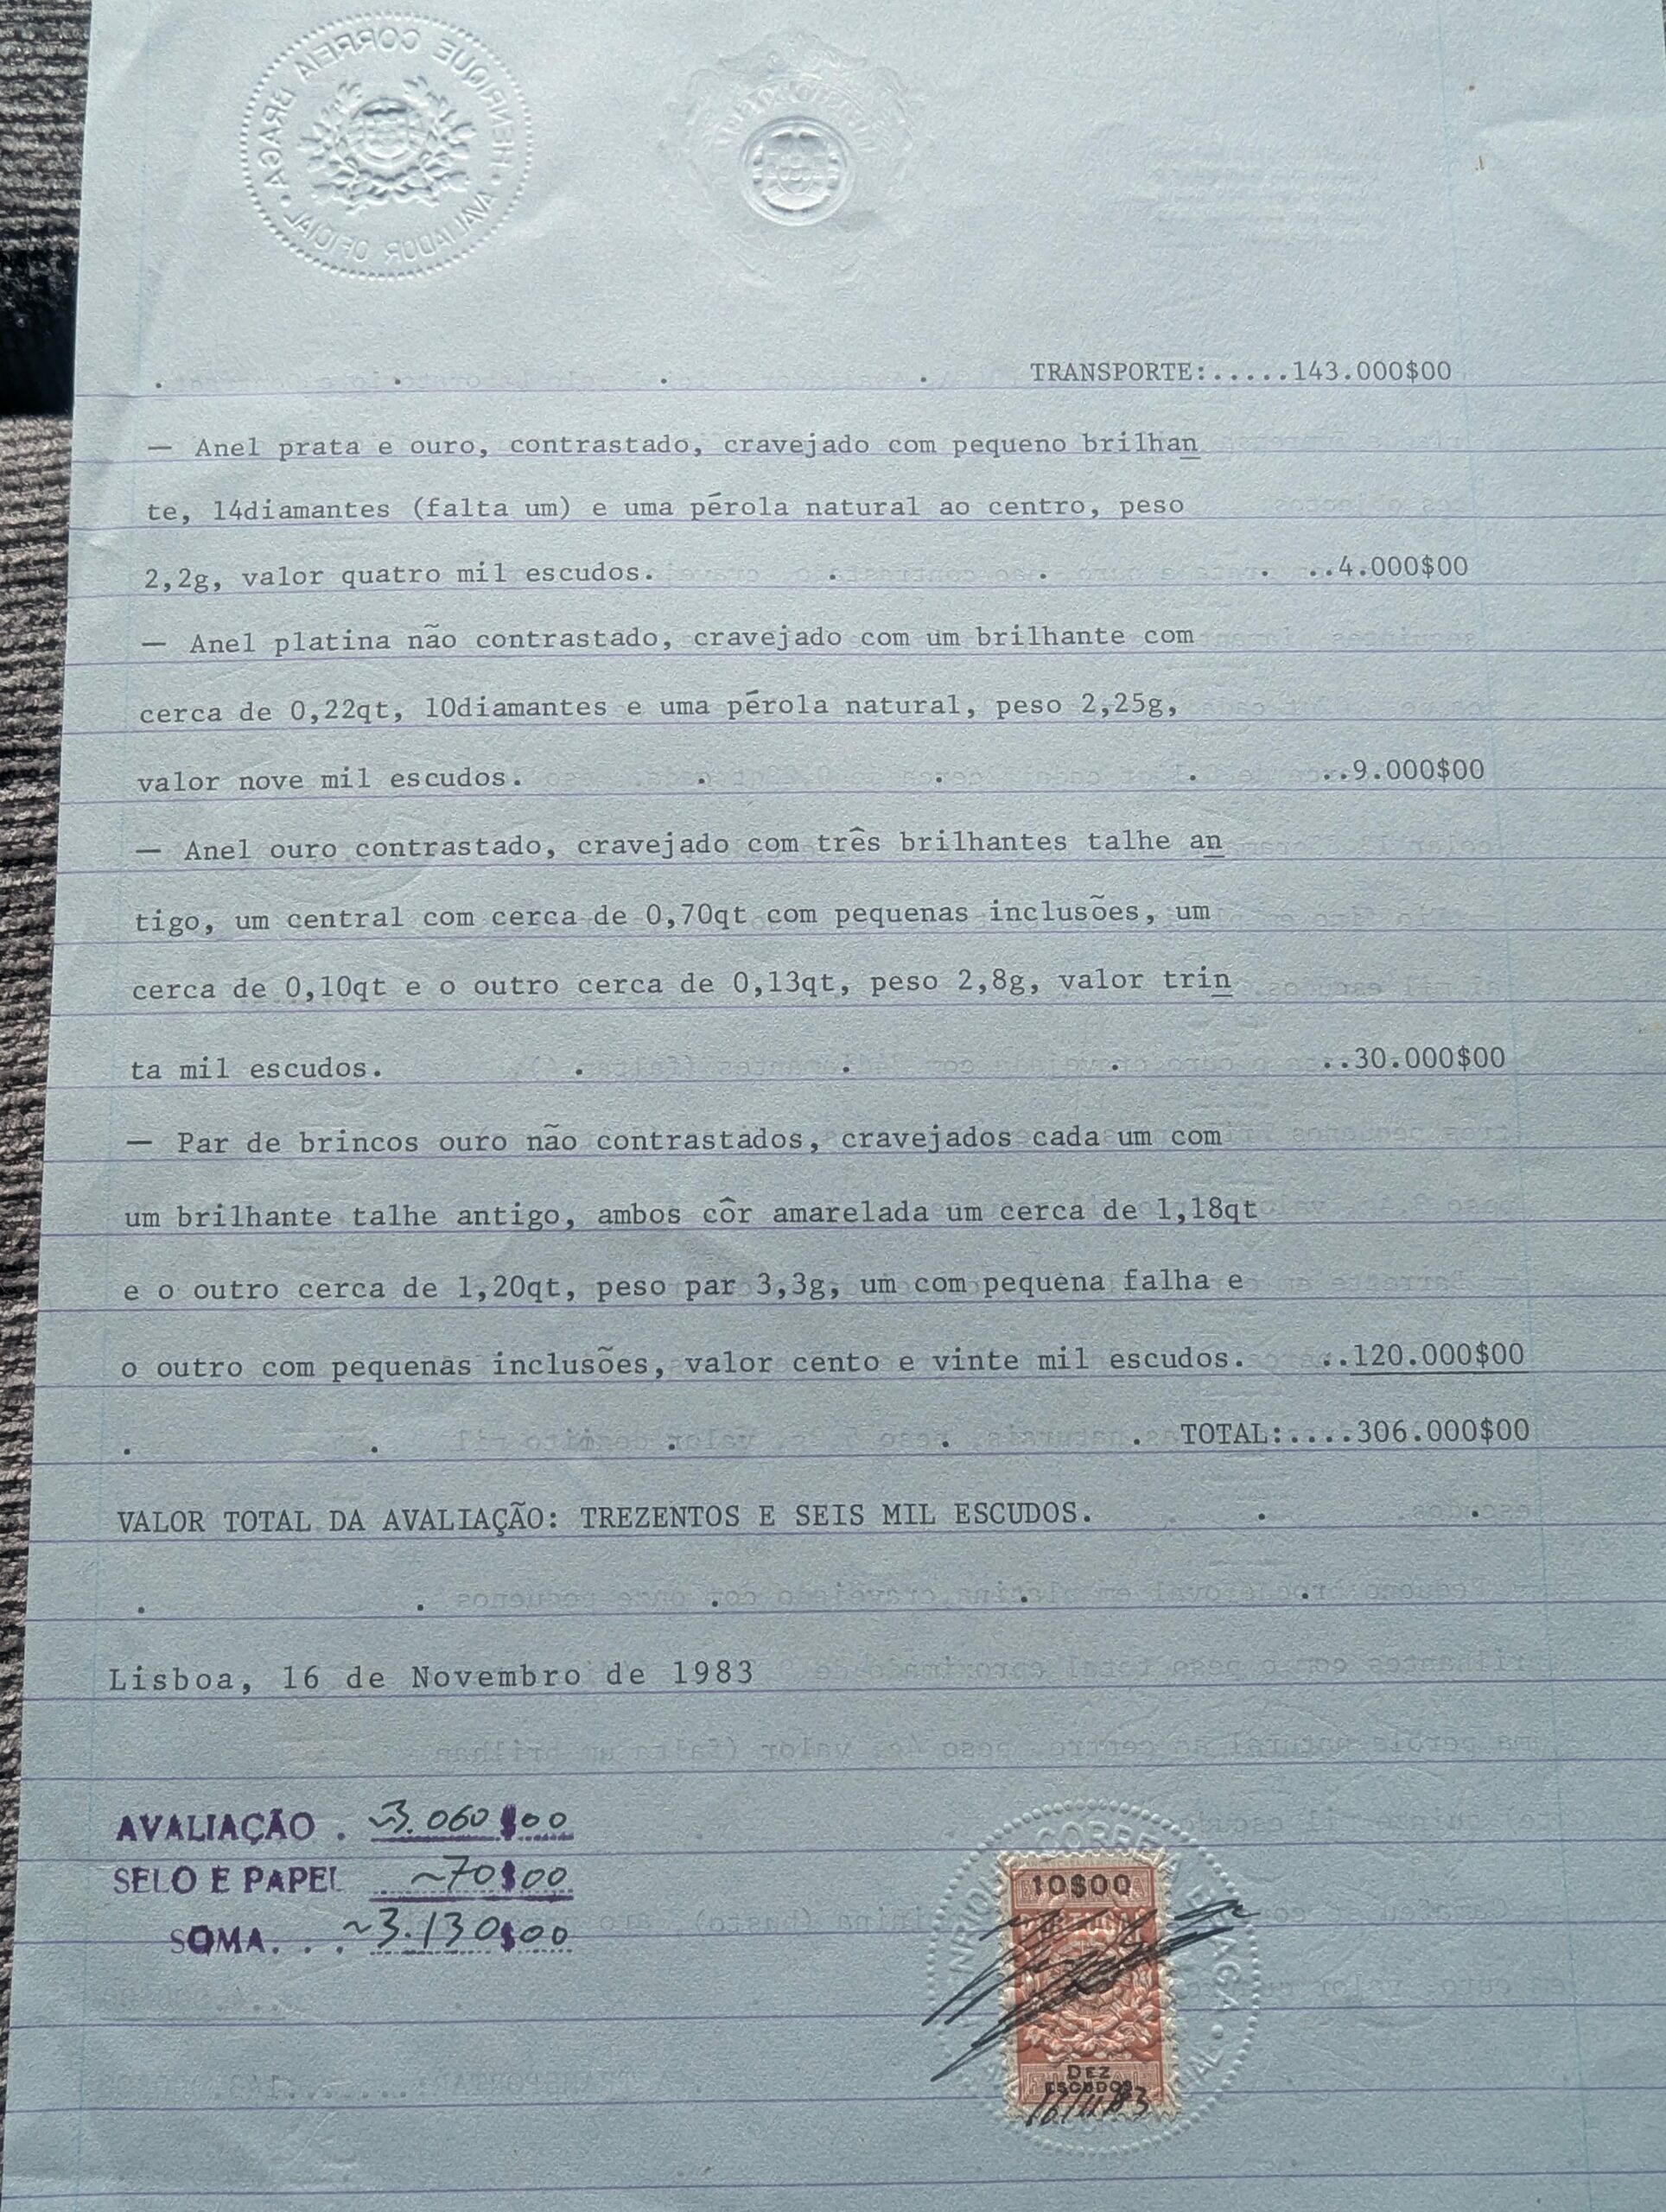 HENRIQUE CORREIA BRAGA • AVALIADOR OFICIAL •
. . . . TRANSPORTE:.....143.000$00
— Anel prata e ouro, contrastado, cravejado com pequeno brilhan
te, 14diamantes (falta um) e uma pérola natural ao centro, peso
2,2g, valor quatro mil escudos. . . . ..4.000$00
— Anel platina não contrastado, cravejado com um brilhante com
cerca de 0,22qt, 10diamantes e uma pérola natural, peso 2,25g,
valor nove mil escudos. . . . ..9.000$00
— Anel ouro contrastado, cravejado com três brilhantes talhe an
tigo, um central com cerca de 0,70qt com pequenas inclusões, um
cerca de 0,10qt e o outro cerca de 0,13qt, peso 2,8g, valor trin
ta mil escudos. . . . ..30.000$00
— Par de brincos ouro não contrastados, cravejados cada um com
um brilhante talhe antigo, ambos côr amarelada um cerca de 1,18qt
e o outro cerca de 1,20qt, peso par 3,3g, um com pequena falha e
o outro com pequenas inclusões, valor cento e vinte mil escudos. ..120.000$00
. . . . . TOTAL:....306.000$00
VALOR TOTAL DA AVALIAÇÃO: TREZENTOS E SEIS MIL ESCUDOS. . .
. . . . .
Lisboa, 16 de Novembro de 1983
AVALIAÇÃO . ~3.060$00
SELO E PAPEL ~70$00
SOMA. . . ~3.130$00
HENRIQUE CORREIA BRAGA •
10$00
PORTUGAL
DEZ
ESCUDOS
16/11/83